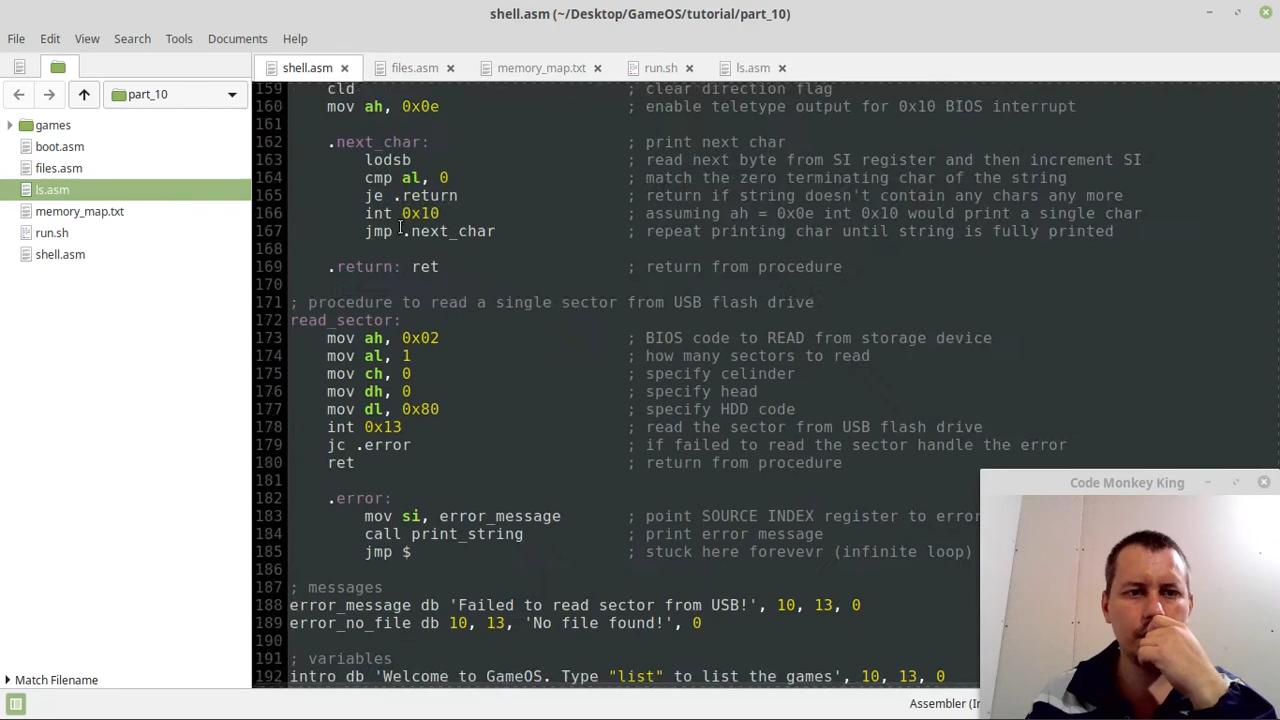 shell.asm (~/Desktop/GameOS/tutorial/part_10)
File Edit View Search Tools Documents Help
shell.asm files.asm memory_map.txt run.sh ls.asm
part_10
games
boot.asm
files.asm
ls.asm
memory_map.txt
run.sh
shell.asm
Match Filename
159 cld ; clear direction flag
160 mov ah, 0x0e ; enable teletype output for 0x10 BIOS interrupt
161
162 .next_char: ; print next char
163 lodsb ; read next byte from SI register and then increment SI
164 cmp al, 0 ; match the zero terminating char of the string
165 je .return ; return if string doesn't contain any chars any more
166 int 0x10 ; assuming ah = 0x0e int 0x10 would print a single char
167 jmp .next_char ; repeat printing char until string is fully printed
168
169 .return: ret ; return from procedure
170
171 ; procedure to read a single sector from USB flash drive
172 read_sector:
173 mov ah, 0x02 ; BIOS code to READ from storage device
174 mov al, 1 ; how many sectors to read
175 mov ch, 0 ; specify celinder
176 mov dh, 0 ; specify head
177 mov dl, 0x80 ; specify HDD code
178 int 0x13 ; read the sector from USB flash drive
179 jc .error ; if failed to read the sector handle the error
180 ret ; return from procedure
181
182 .error:
183 mov si, error_message ; point SOURCE INDEX register to error
184 call print_string ; print error message
185 jmp $ ; stuck here forevevr (infinite loop)
186
187 ; messages
188 error_message db 'Failed to read sector from USB!', 10, 13, 0
189 error_no_file db 10, 13, 'No file found!', 0
190
191 ; variables
192 intro db 'Welcome to GameOS. Type "list" to list the games', 10, 13, 0
Code Monkey King
Assembler (In